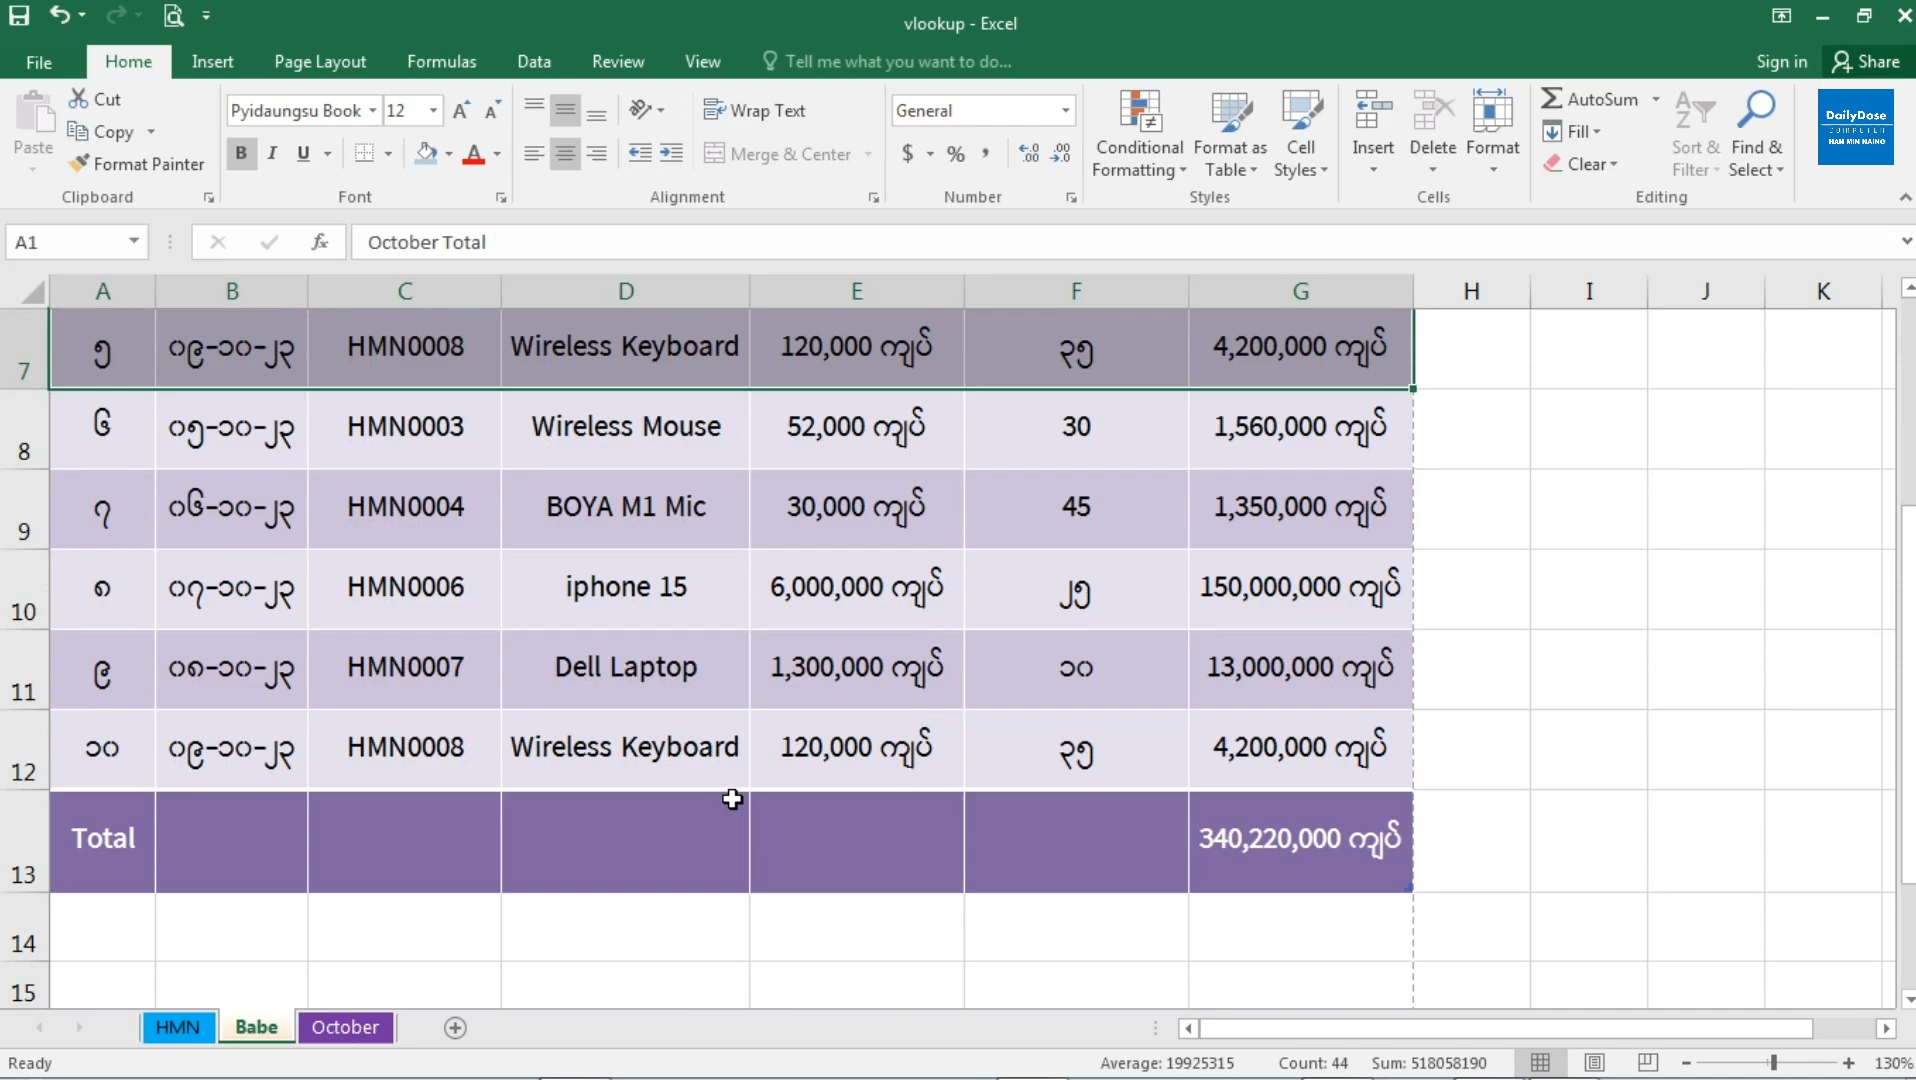 vlookup - Excel
File Home Insert Page Layout Formulas Data Review View Tell me what you want to do... Sign in Share
Paste Cut Copy Format Painter Clipboard
Pyidaungsu Book 12 B I U A Font
Wrap Text Merge & Center Alignment
General $ % , Number
Conditional Formatting Format as Table Cell Styles Styles
Insert Delete Format Cells
AutoSum Fill Clear Sort & Filter Find & Select Editing
DailyDose
COMPUTER
HAN MIN NAING
A1 fx October Total
A B C D E F G H I J K
7 ၅ ၀၉-၁၀-၂၃ HMN0008 Wireless Keyboard 120,000 ကျပ် ၃၅ 4,200,000 ကျပ်
8 ၆ ၀၅-၁၀-၂၃ HMN0003 Wireless Mouse 52,000 ကျပ် 30 1,560,000 ကျပ်
9 ၇ ၀၆-၁၀-၂၃ HMN0004 BOYA M1 Mic 30,000 ကျပ် 45 1,350,000 ကျပ်
10 ၈ ၀၇-၁၀-၂၃ HMN0006 iphone 15 6,000,000 ကျပ် ၂၅ 150,000,000 ကျပ်
11 ၉ ၀၈-၁၀-၂၃ HMN0007 Dell Laptop 1,300,000 ကျပ် ၁၀ 13,000,000 ကျပ်
12 ၁၀ ၀၉-၁၀-၂၃ HMN0008 Wireless Keyboard 120,000 ကျပ် ၃၅ 4,200,000 ကျပ်
13 Total 340,220,000 ကျပ်
14
15
HMN Babe October
Ready Average: 19925315 Count: 44 Sum: 518058190 130%